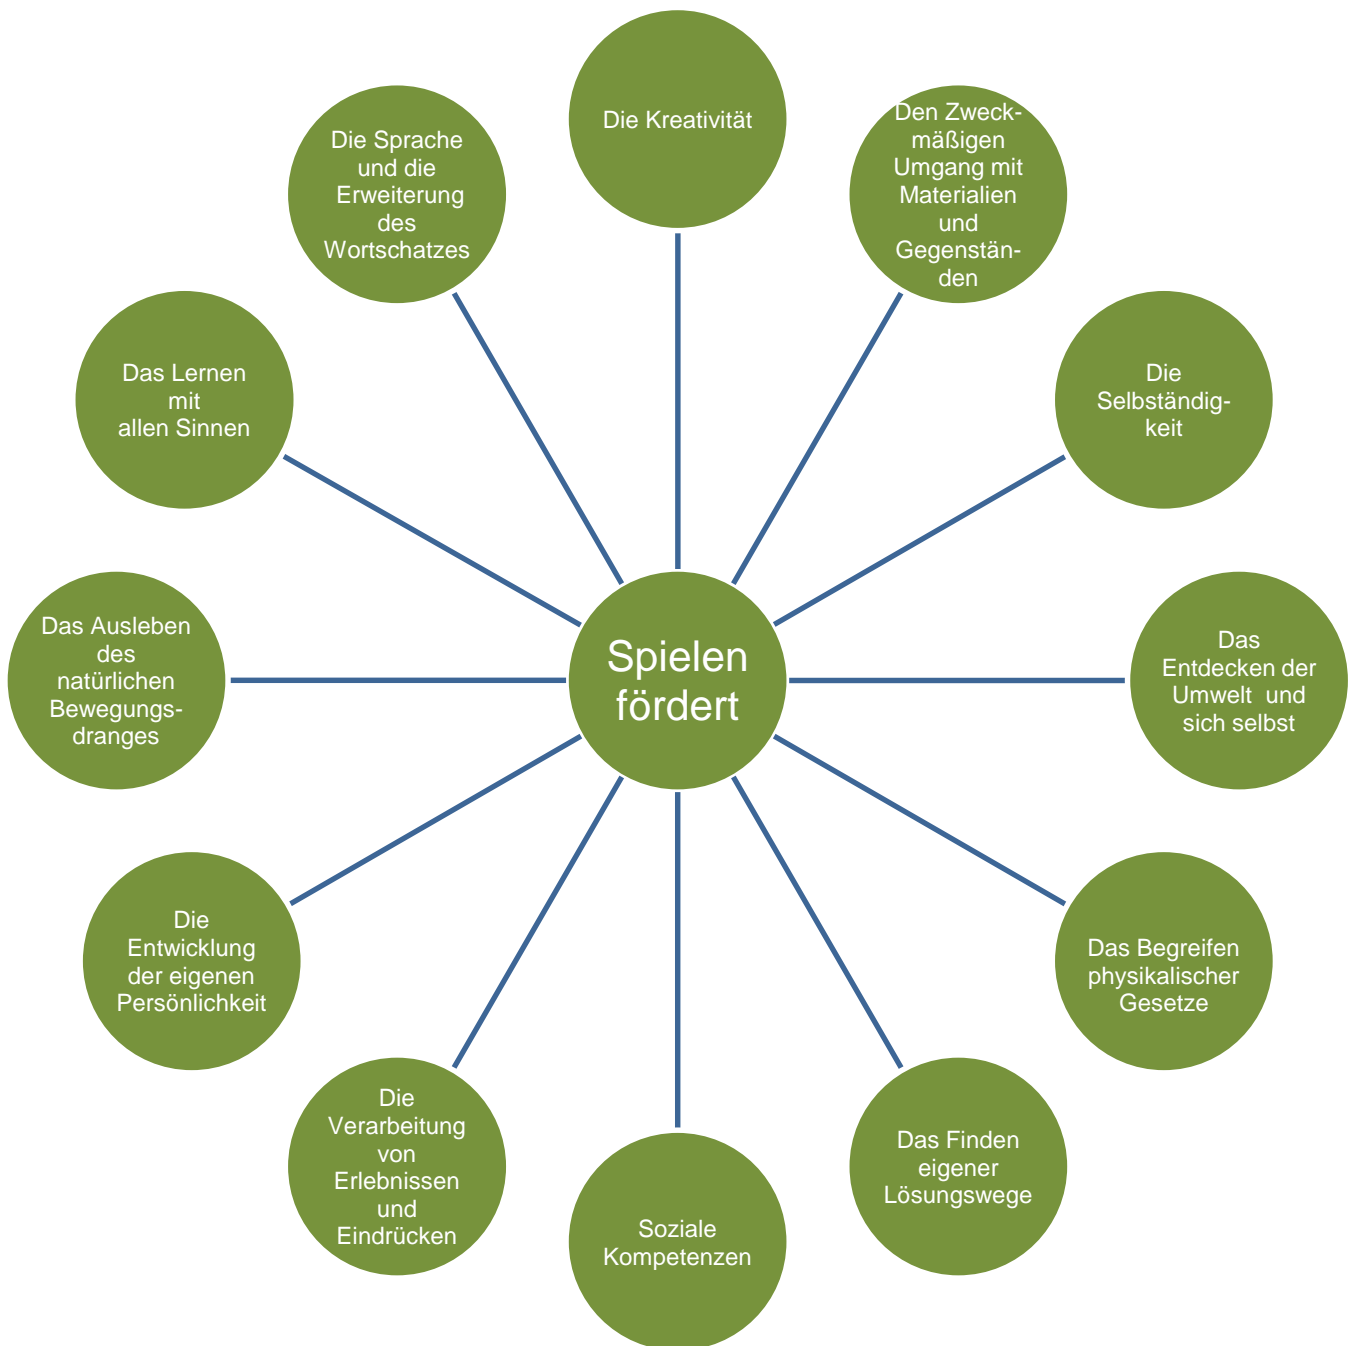 Die Kreativität
Den Zweck-
mäßigen
Umgang mit
Materialien
und
Gegenstän-
den
Die
Selbständig-
keit
Das
Entdecken der
Umwelt und
sich selbst
Das Begreifen
physikalischer
Gesetze
Das Finden
eigener
Lösungswege
Soziale
Kompetenzen
Die
Verarbeitung
von
Erlebnissen
und
Eindrücken
Die
Entwicklung
der eigenen
Persönlichkeit
Das Ausleben
des
natürlichen
Bewegungs-
dranges
Das Lernen
mit
allen Sinnen
Die Sprache
und die
Erweiterung
des
Wortschatzes
Spielen
fördert